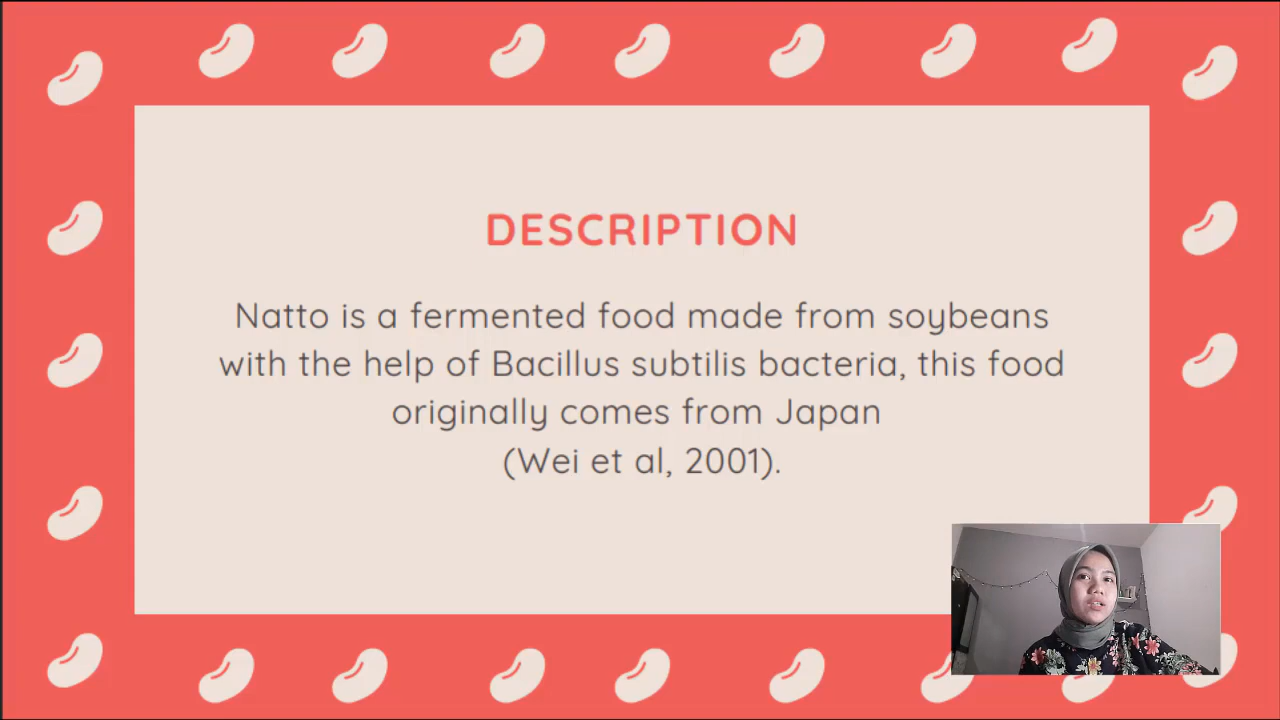 DESCRIPTION
Natto is a fermented food made from soybeans
with the help of Bacillus subtilis bacteria, this food
originally comes from Japan
(Wei et al, 2001).